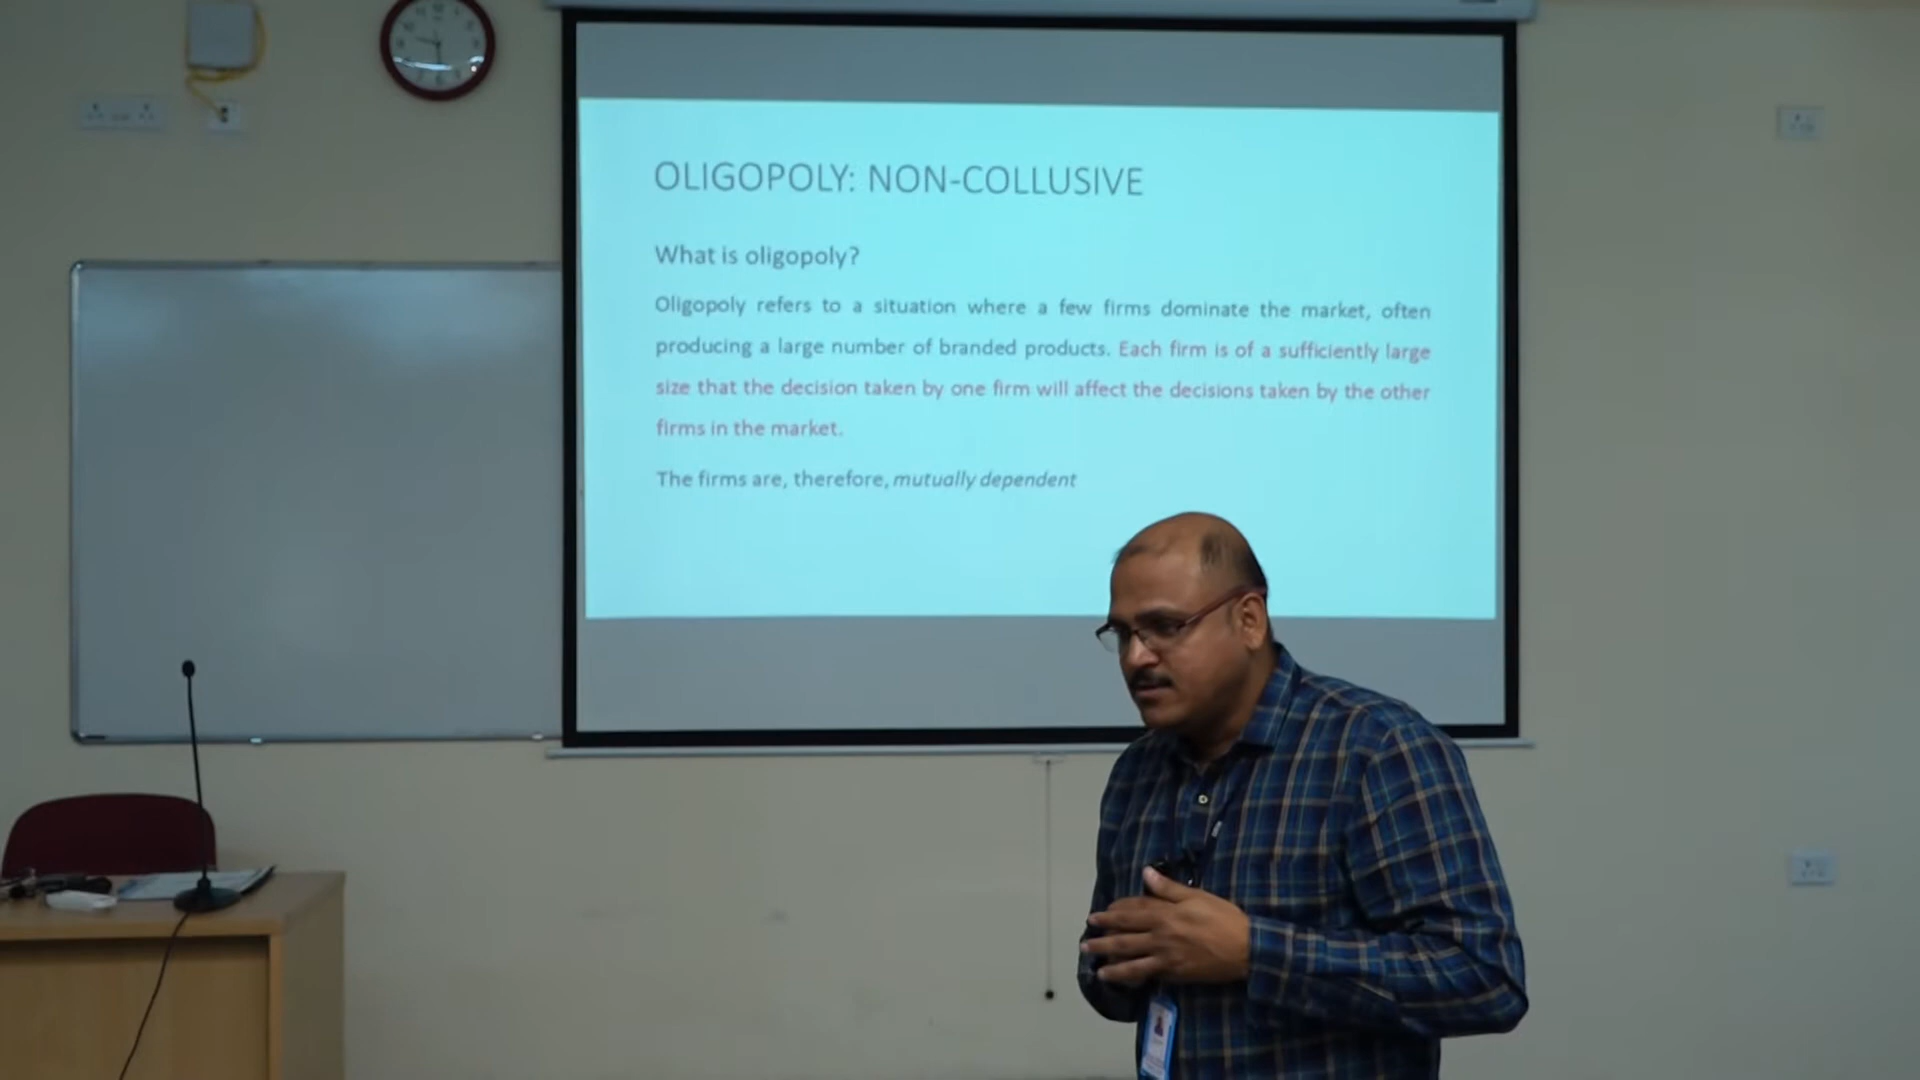 OLIGOPOLY: NON-COLLUSIVE
What is oligopoly?
Oligopoly refers to a situation where a few firms dominate the market, often
producing a large number of branded products. Each firm is of a sufficiently large
size that the decision taken by one firm will affect the decisions taken by the other
firms in the market.
The firms are, therefore, mutually dependent